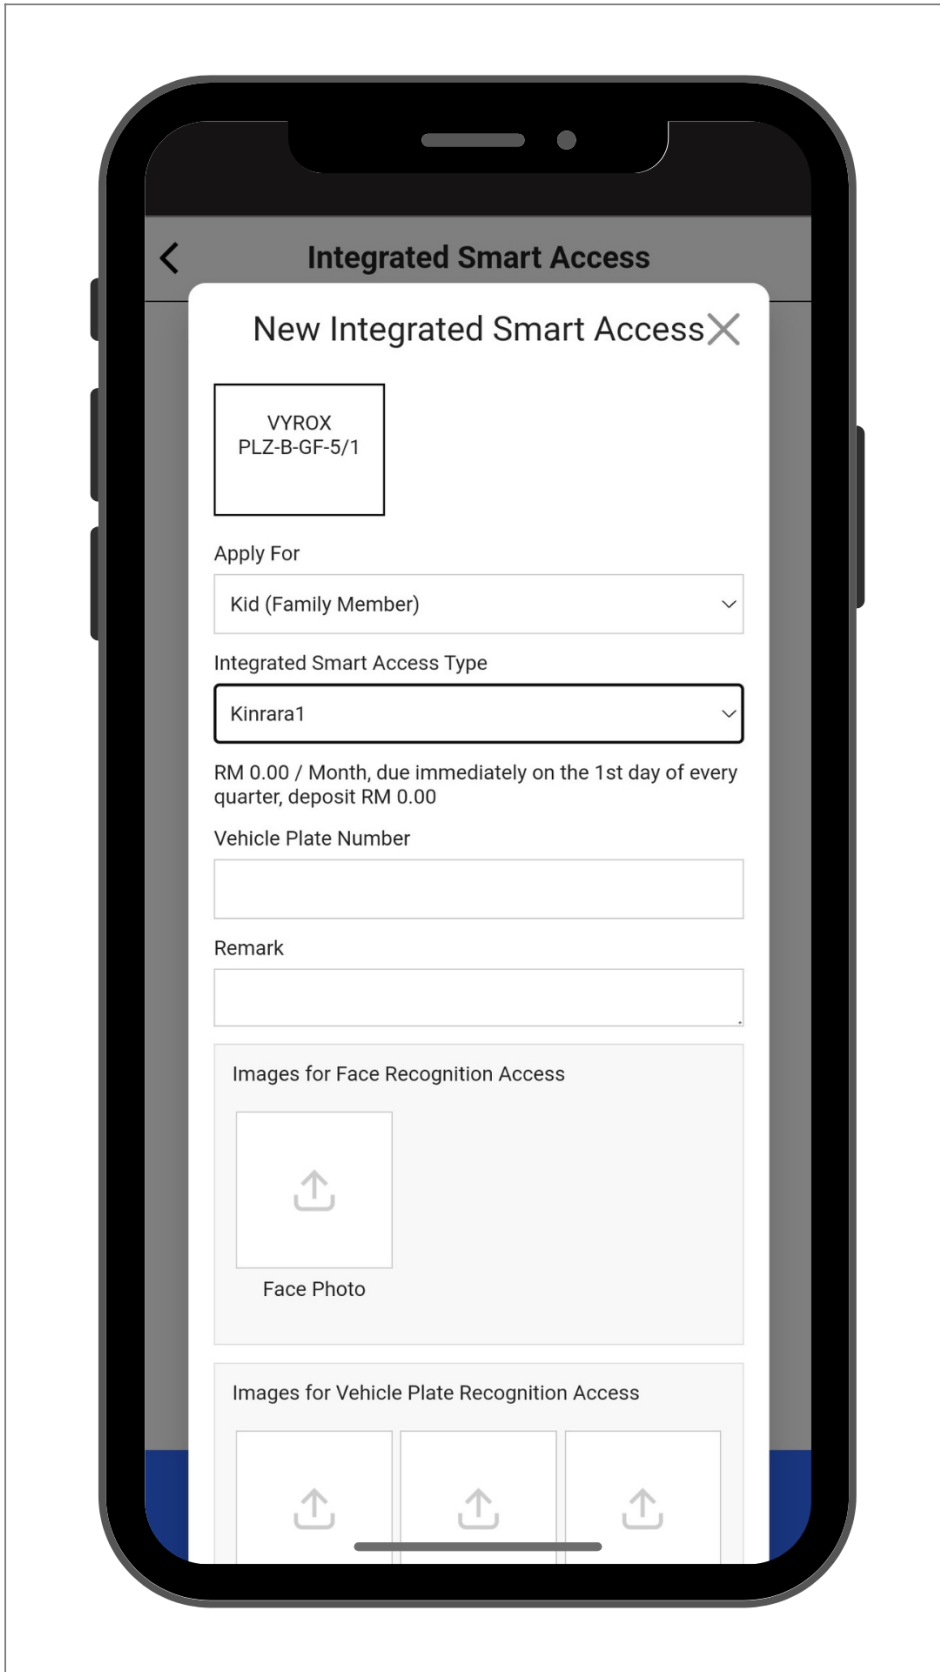 Integrated Smart Access
New Integrated Smart Access
VYROX
PLZ-B-GF-5/1
Apply For
Kid (Family Member)
Integrated Smart Access Type
Kinrara1
RM 0.00 / Month, due immediately on the 1st day of every
quarter, deposit RM 0.00
Vehicle Plate Number
Remark
Images for Face Recognition Access
Face Photo
Images for Vehicle Plate Recognition Access